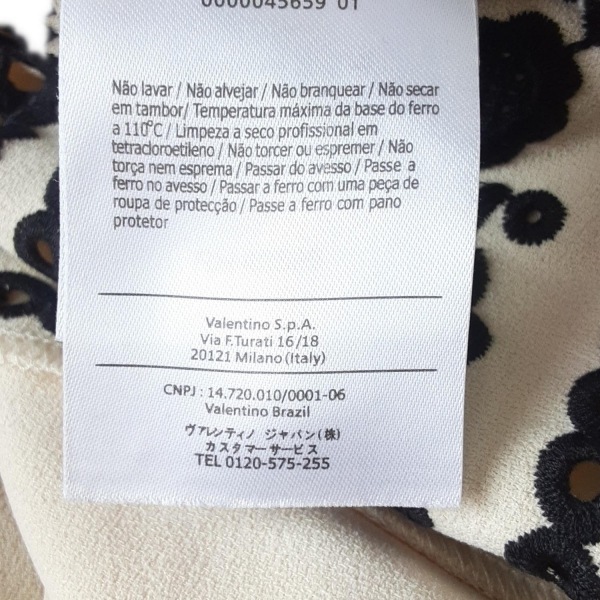 0000045659 01
Não lavar / Não alvejar / Não branquear / Não secar
em tambor/ Temperatura máxima da base do ferro
a 110°C / Limpeza a seco profissional em
tetracloroetileno / Não torcer ou espremer / Não
torça nem esprema / Passar do avesso / Passe a
ferro no avesso / Passar a ferro com uma peça de
roupa de protecção / Passe a ferro com pano
protetor
Valentino S.p.A.
Via F.Turati 16/18
20121 Milano (Italy)
CNPJ : 14.720.010/0001-06
Valentino Brazil
ヴァレンティノ ジャパン(株)
カスタマーサービス
TEL 0120-575-255